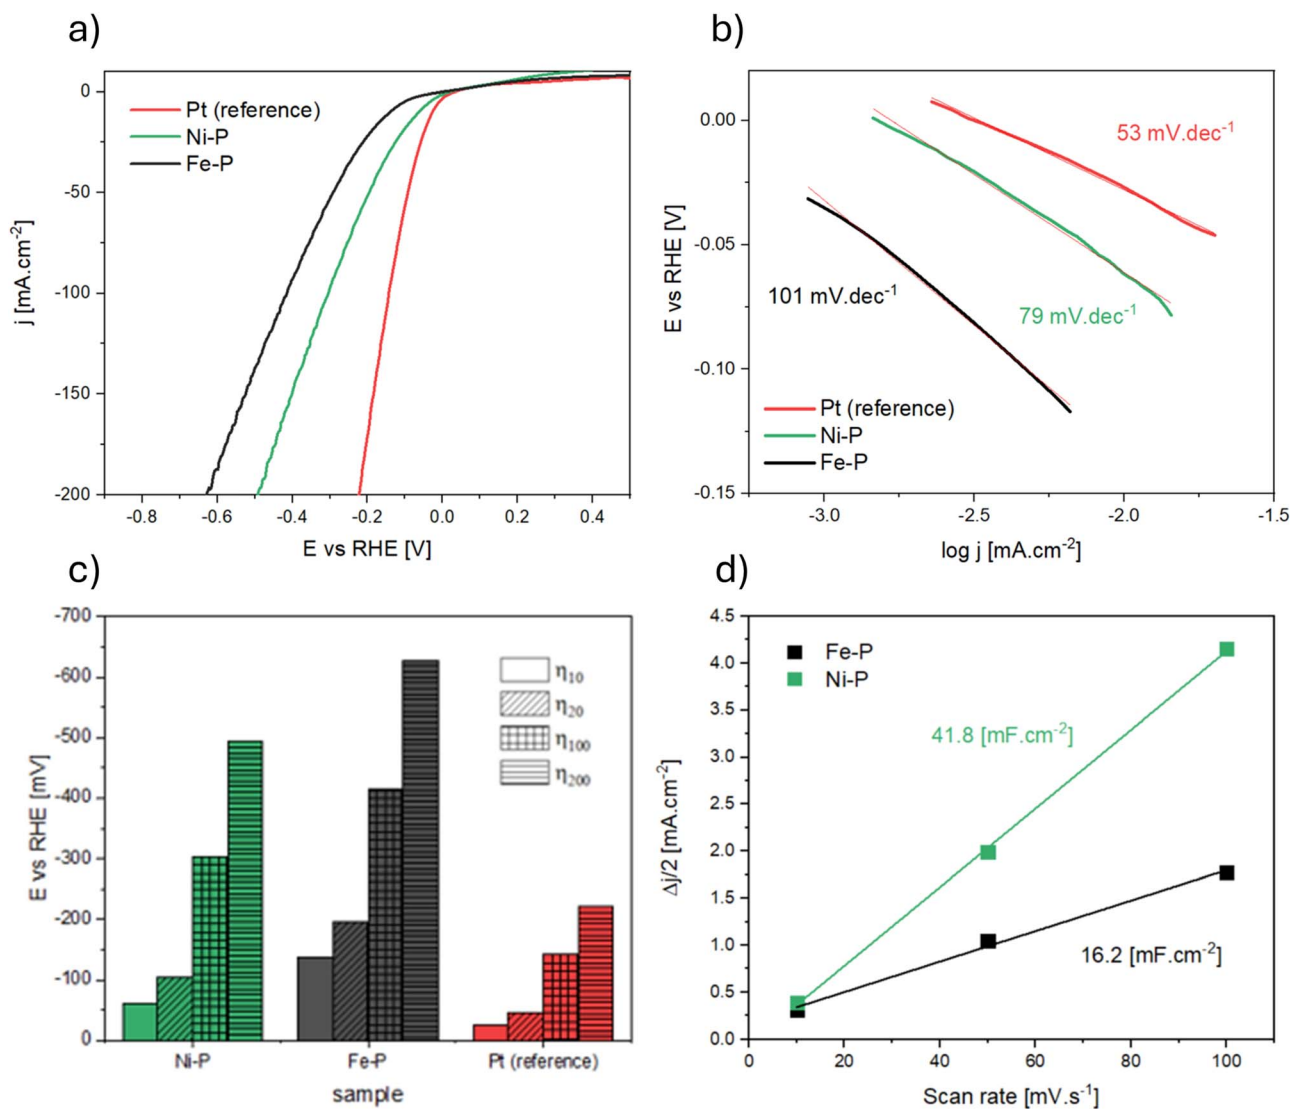 a)
0
-50
-100
-150
-200
j [mA.cm-2]
Pt (reference)
Ni-P
Fe-P
-0.8 -0.6 -0.4 -0.2 0.0 0.2 0.4
E vs RHE [V]
b)
0.00
-0.05
-0.10
-0.15
E vs RHE [V]
53 mV.dec-1
101 mV.dec-1
79 mV.dec-1
Pt (reference)
Ni-P
Fe-P
-3.0 -2.5 -2.0 -1.5
log j [mA.cm-2]
c)
-700
-600
-500
-400
-300
-200
-100
0
E vs RHE [mV]
η10
η20
η100
η200
Ni-P Fe-P Pt (reference)
sample
d)
4.5
4.0
3.5
3.0
2.5
2.0
1.5
1.0
0.5
0.0
Δj/2 [mA.cm-2]
Fe-P
Ni-P
41.8 [mF.cm-2]
16.2 [mF.cm-2]
0 20 40 60 80 100
Scan rate [mV.s-1]